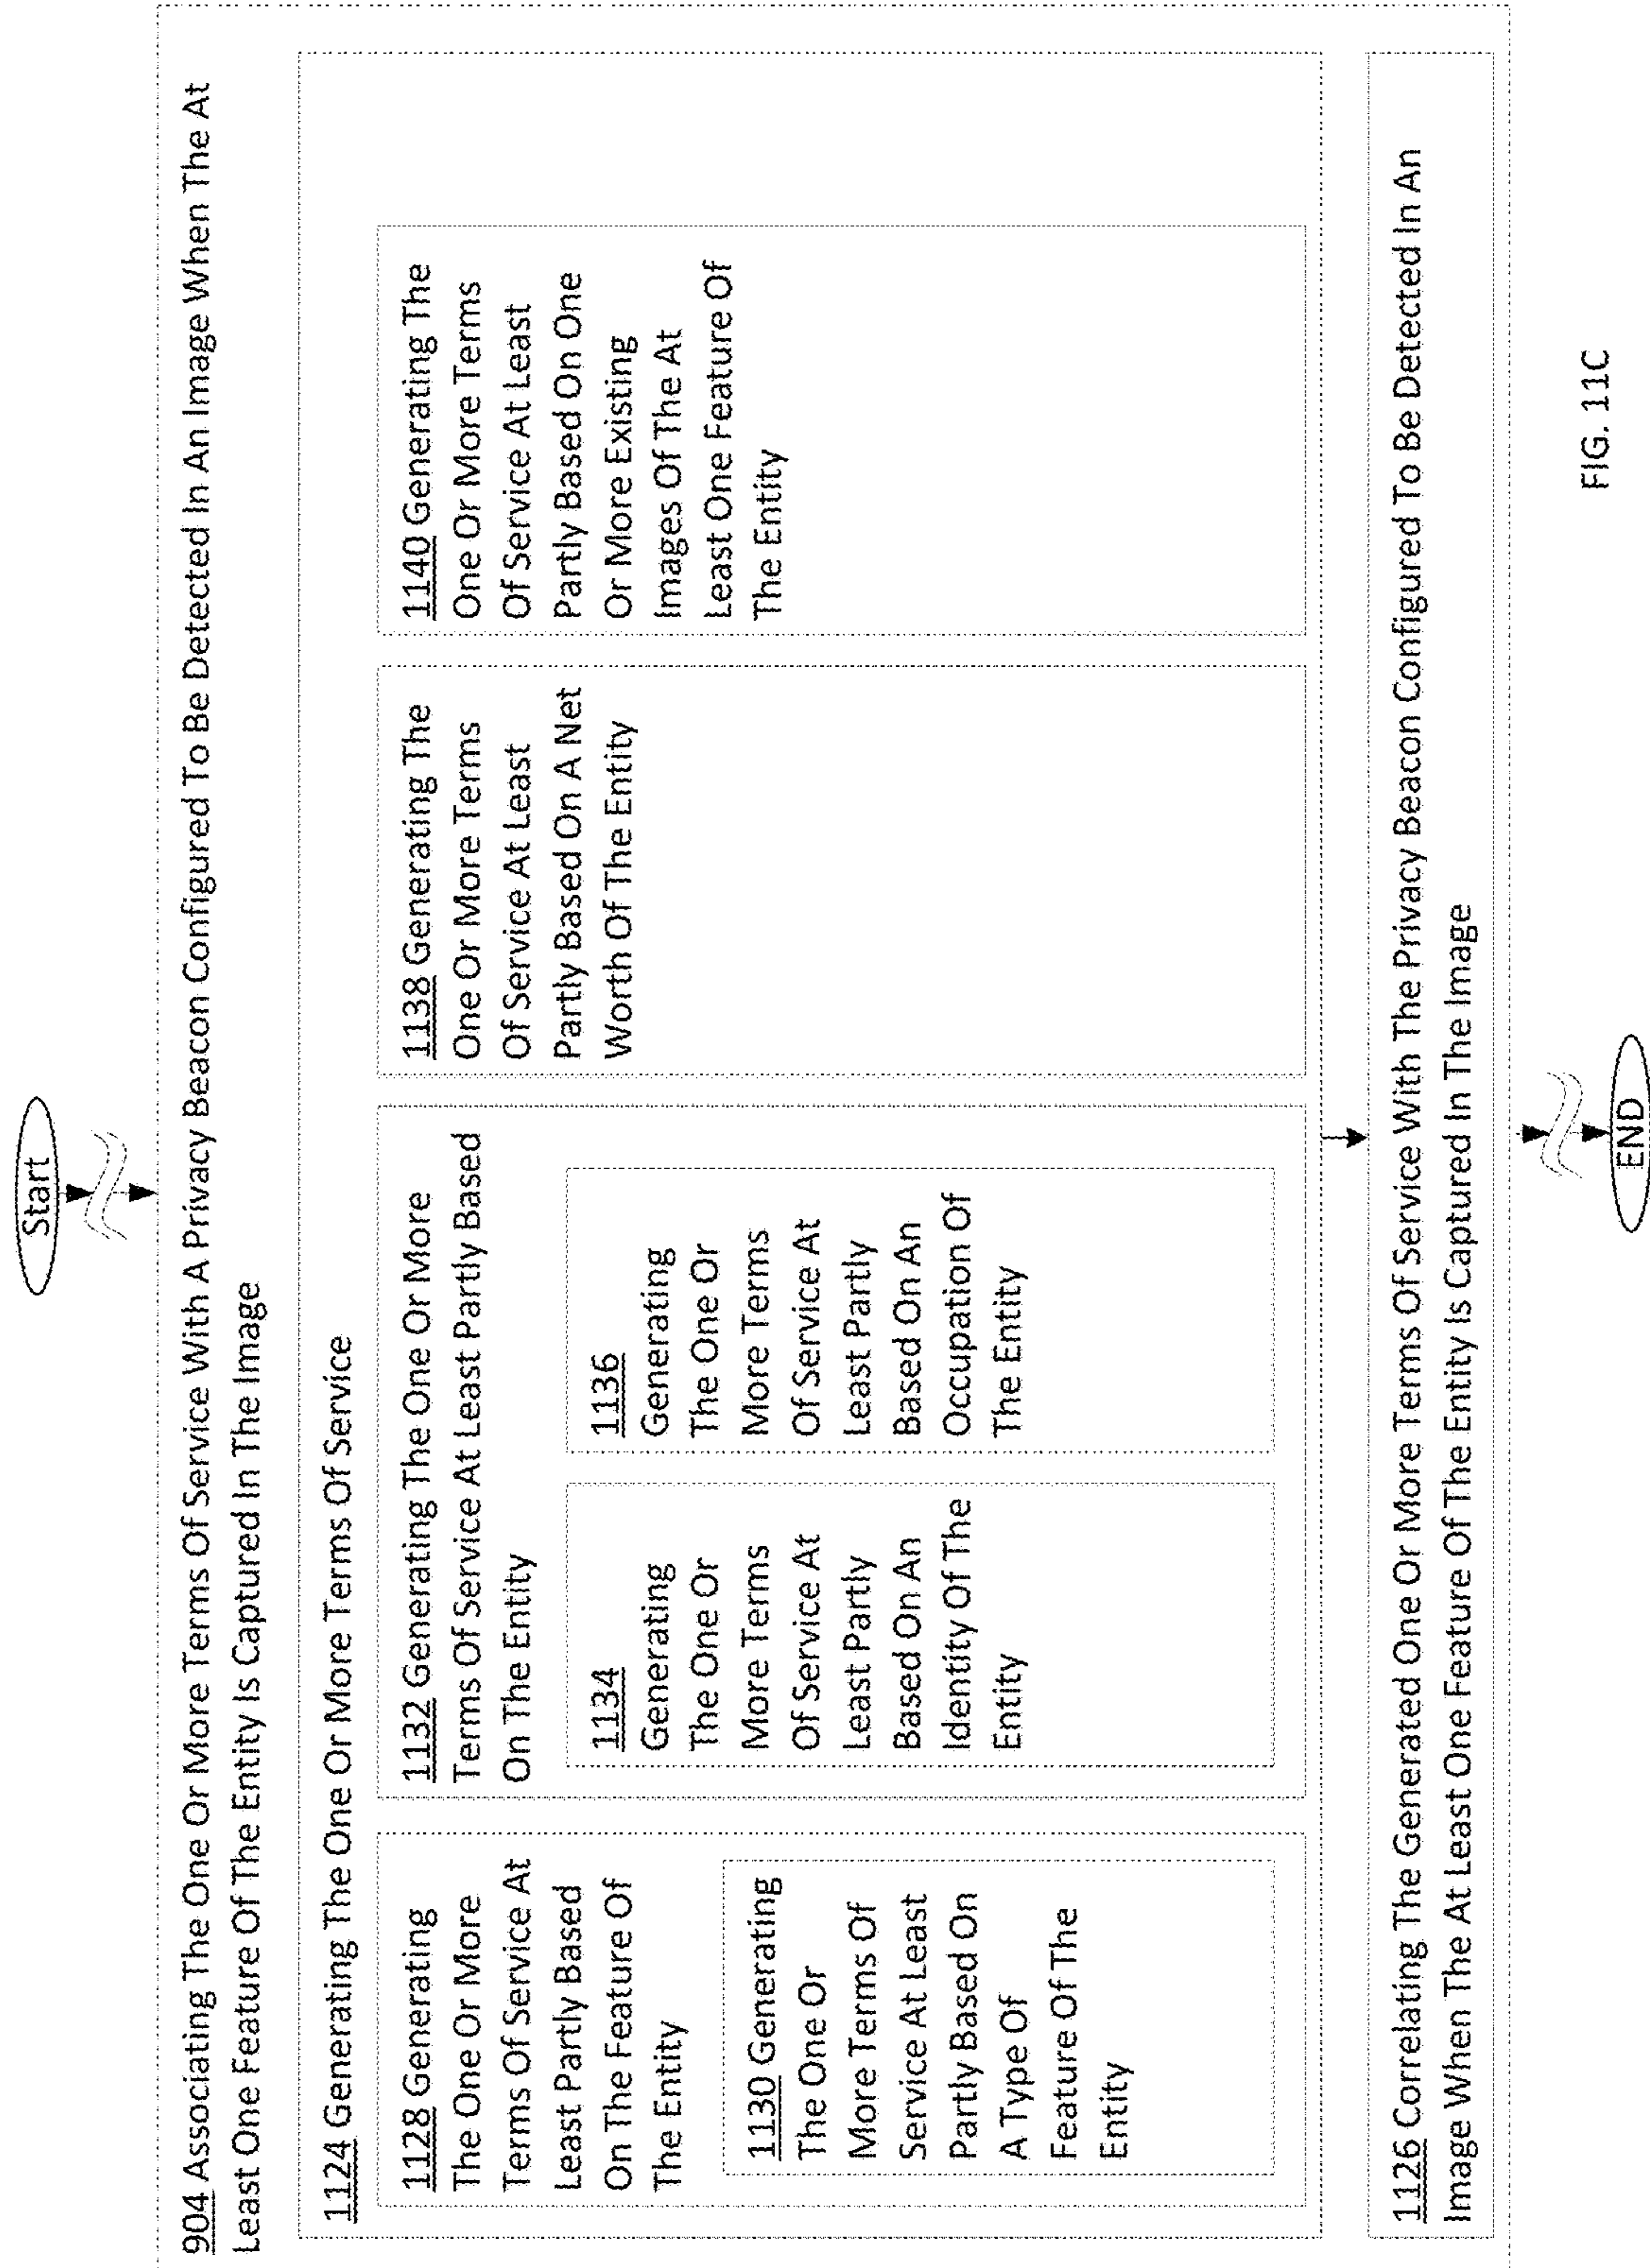 Start
904 Associating The One Or More Terms Of Service With A Privacy Beacon Configured To Be Detected In An Image When The At
Least One Feature Of The Entity Is Captured In The Image
1124 Generating The One Or More Terms Of Service
1128 Generating
The One Or More
Terms Of Service At
Least Partly Based
On The Feature Of
The Entity
1130 Generating
The One Or
More Terms Of
Service At Least
Partly Based On
A Type Of
Feature Of The
Entity
1132 Generating The One Or More
Terms Of Service At Least Partly Based
On The Entity
1134
Generating
The One Or
More Terms
Of Service At
Least Partly
Based On An
Identity Of The
Entity
1136
Generating
The One Or
More Terms
Of Service At
Least Partly
Based On An
Occupation Of
The Entity
1138 Generating The
One Or More Terms
Of Service At Least
Partly Based On A Net
Worth Of The Entity
1140 Generating The
One Or More Terms
Of Service At Least
Partly Based On One
Or More Existing
Images Of The At
Least One Feature Of
The Entity
1126 Correlating The Generated One Or More Terms Of Service With The Privacy Beacon Configured To Be Detected In An
Image When The At Least One Feature Of The Entity Is Captured In The Image
END
FIG. 11C